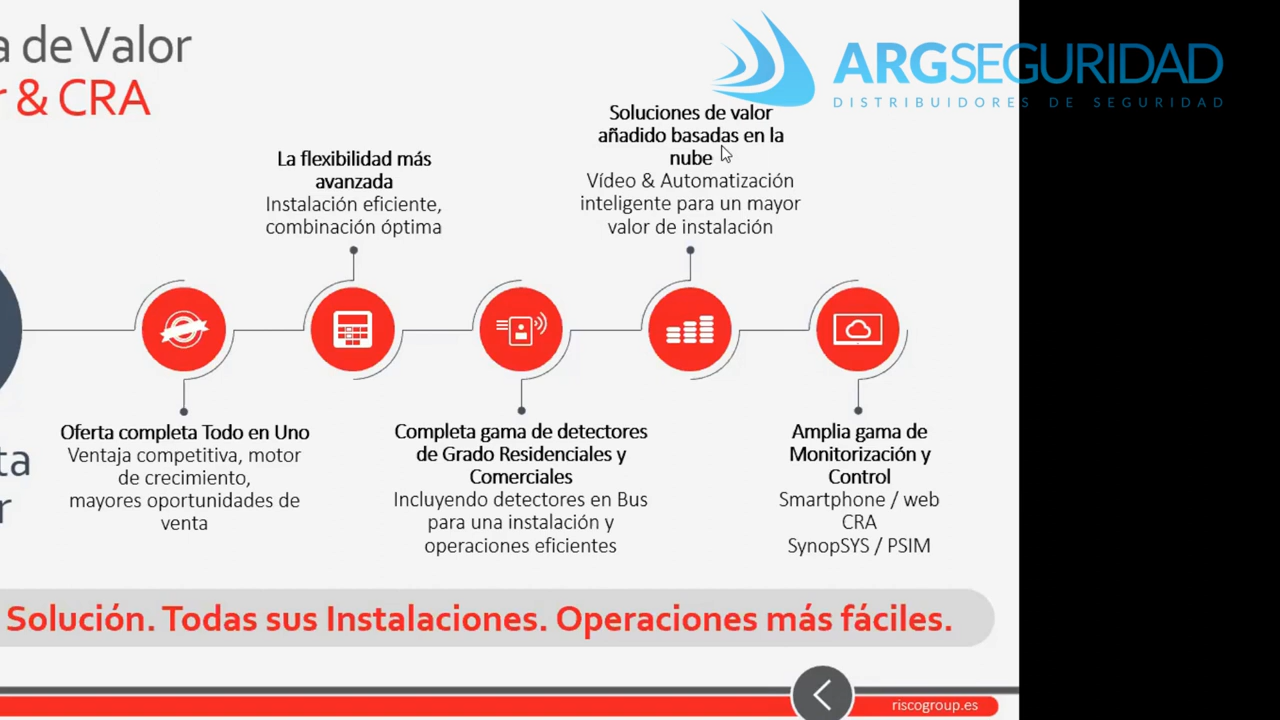 a de Valor
r & CRA
ARGSEGURIDAD
DISTRIBUIDORES DE SEGURIDAD
La flexibilidad más
avanzada
Instalación eficiente,
combinación óptima
Soluciones de valor
añadido basadas en la
nube
Vídeo & Automatización
inteligente para un mayor
valor de instalación
Oferta completa Todo en Uno
Ventaja competitiva, motor
de crecimiento,
mayores oportunidades de
venta
Completa gama de detectores
de Grado Residenciales y
Comerciales
Incluyendo detectores en Bus
para una instalación y
operaciones eficientes
Amplia gama de
Monitorización y
Control
Smartphone / web
CRA
SynopSYS / PSIM
ta
r
Solución. Todas sus Instalaciones. Operaciones más fáciles.
riscogroup.es